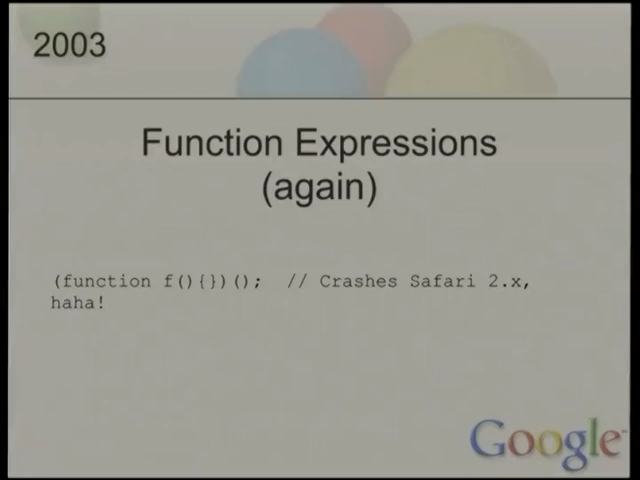 2003
Function Expressions
(again)
(function f(){})();  // Crashes Safari 2.x,
haha!
Google